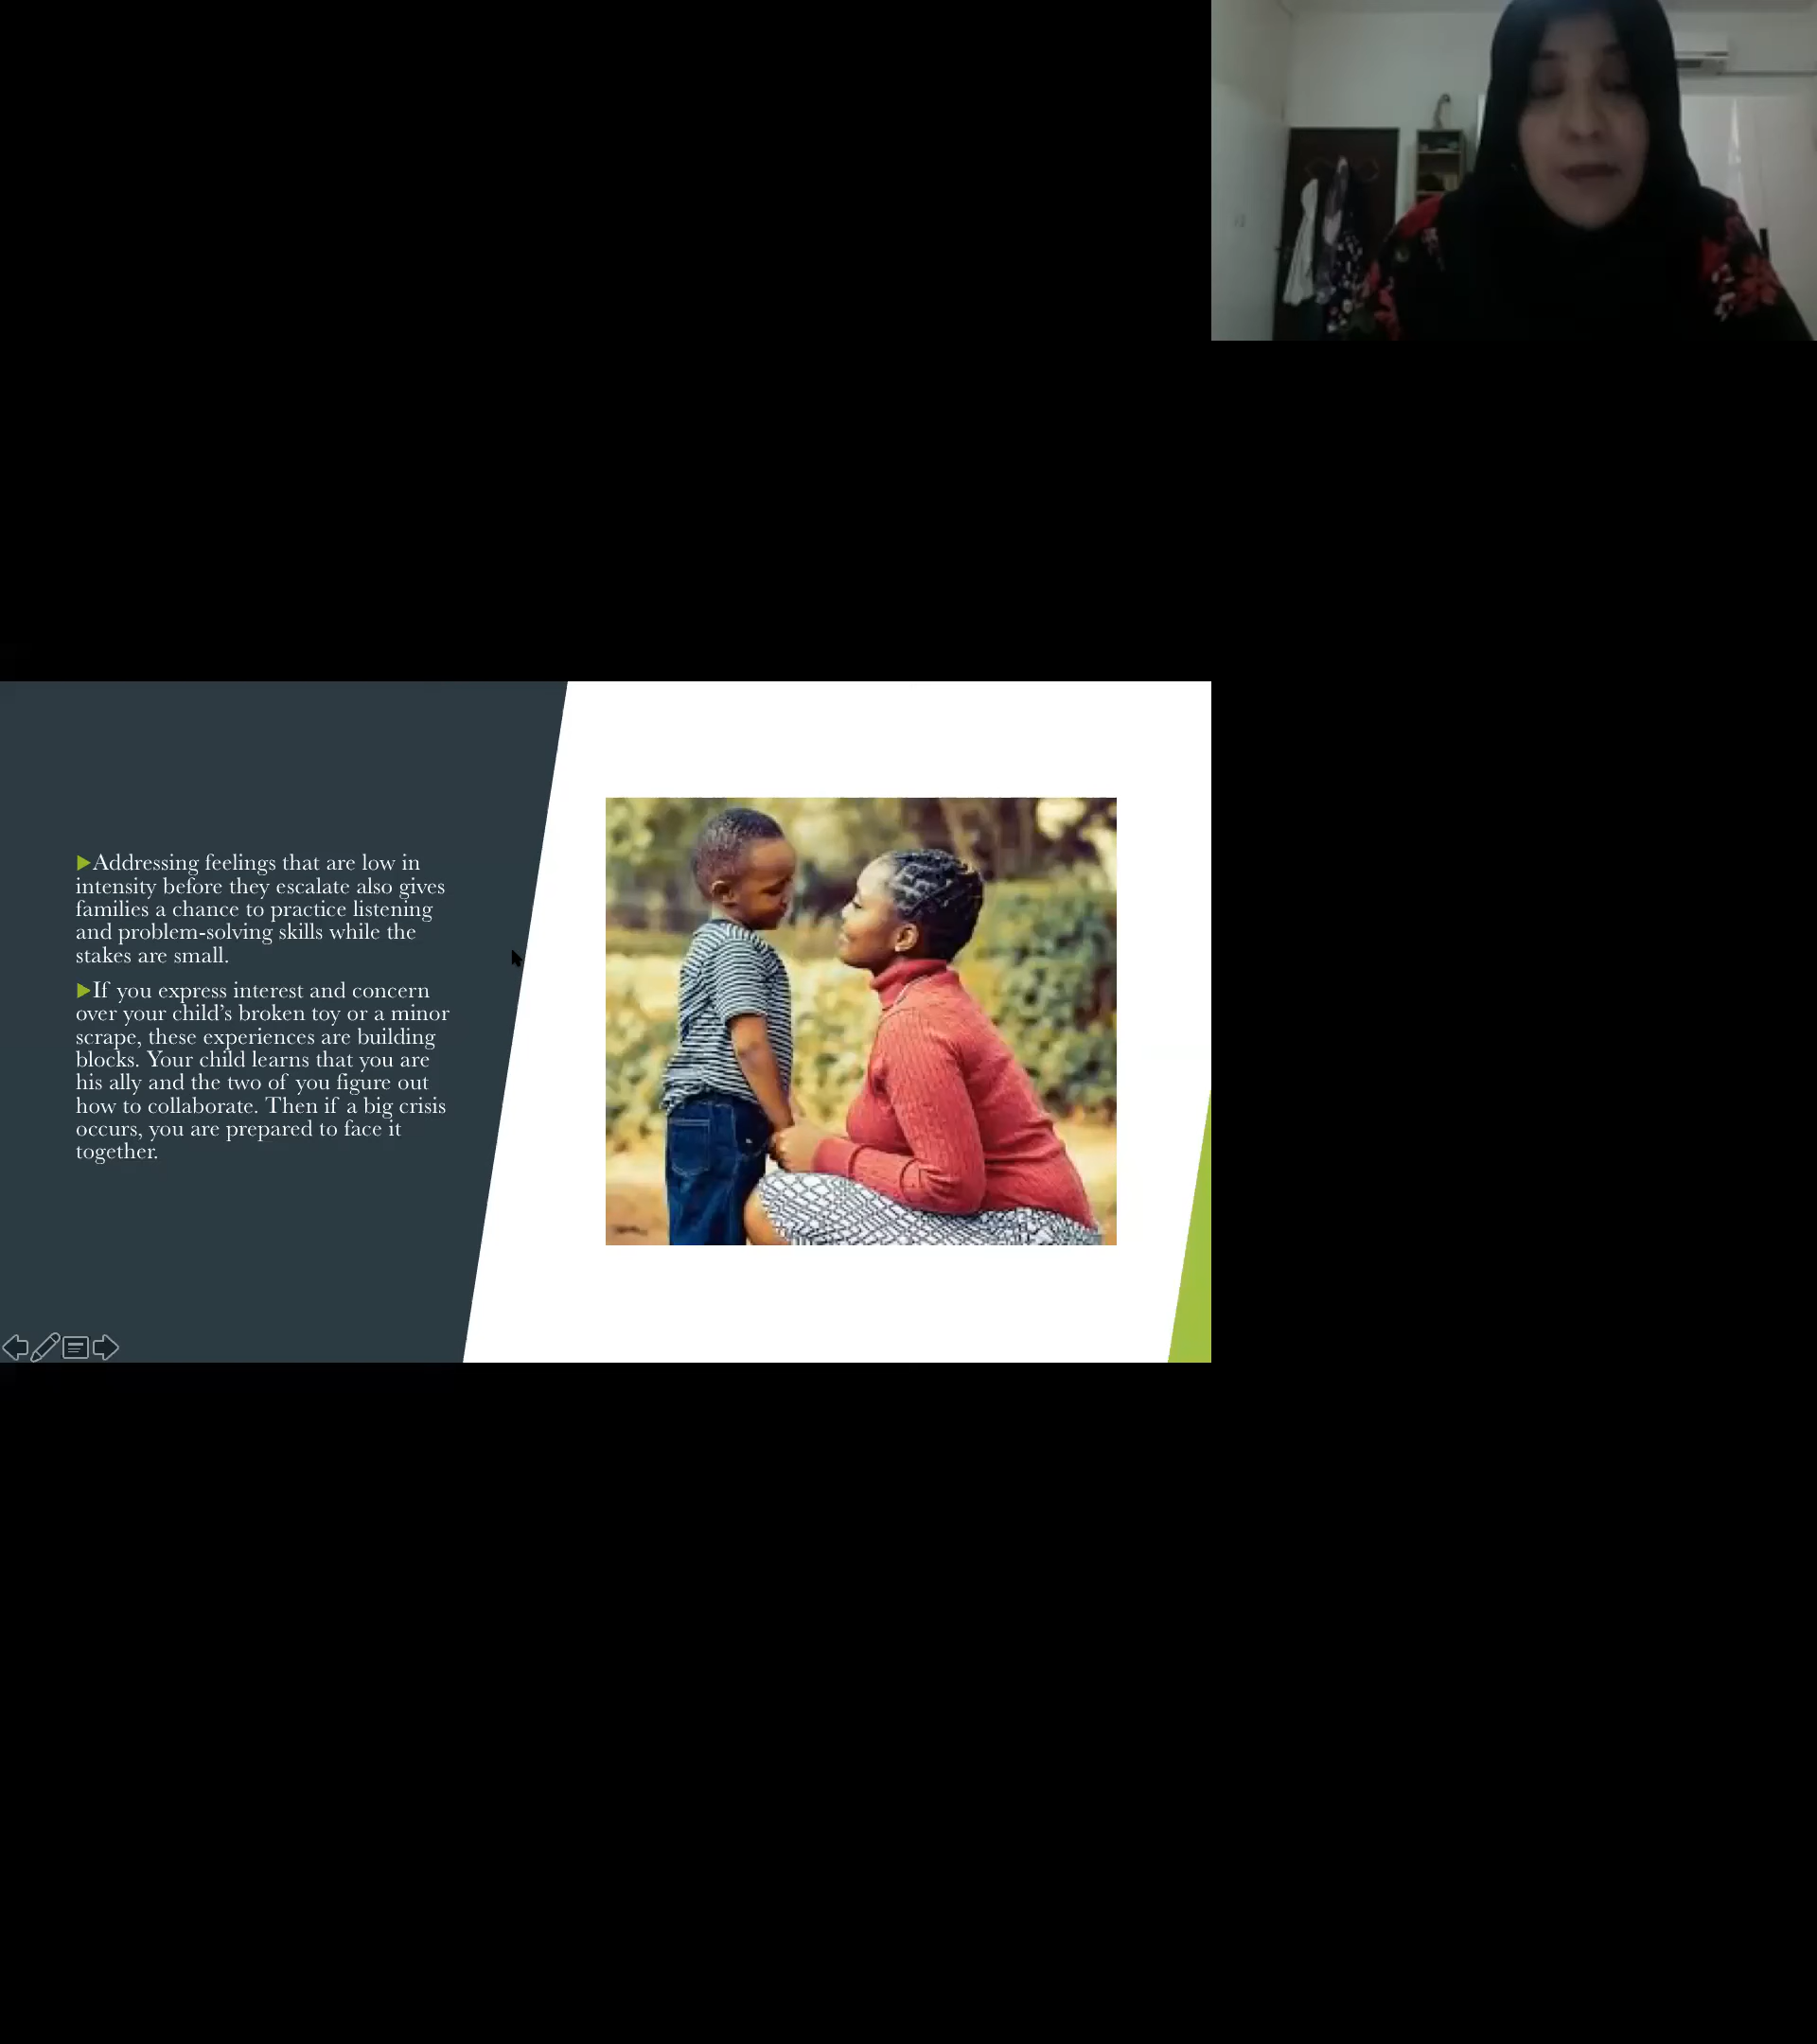 Addressing feelings that are low in
intensity before they escalate also gives
families a chance to practice listening
and problem-solving skills while the
stakes are small.
If you express interest and concern
over your child’s broken toy or a minor
scrape, these experiences are building
blocks. Your child learns that you are
his ally and the two of you figure out
how to collaborate. Then if a big crisis
occurs, you are prepared to face it
together.